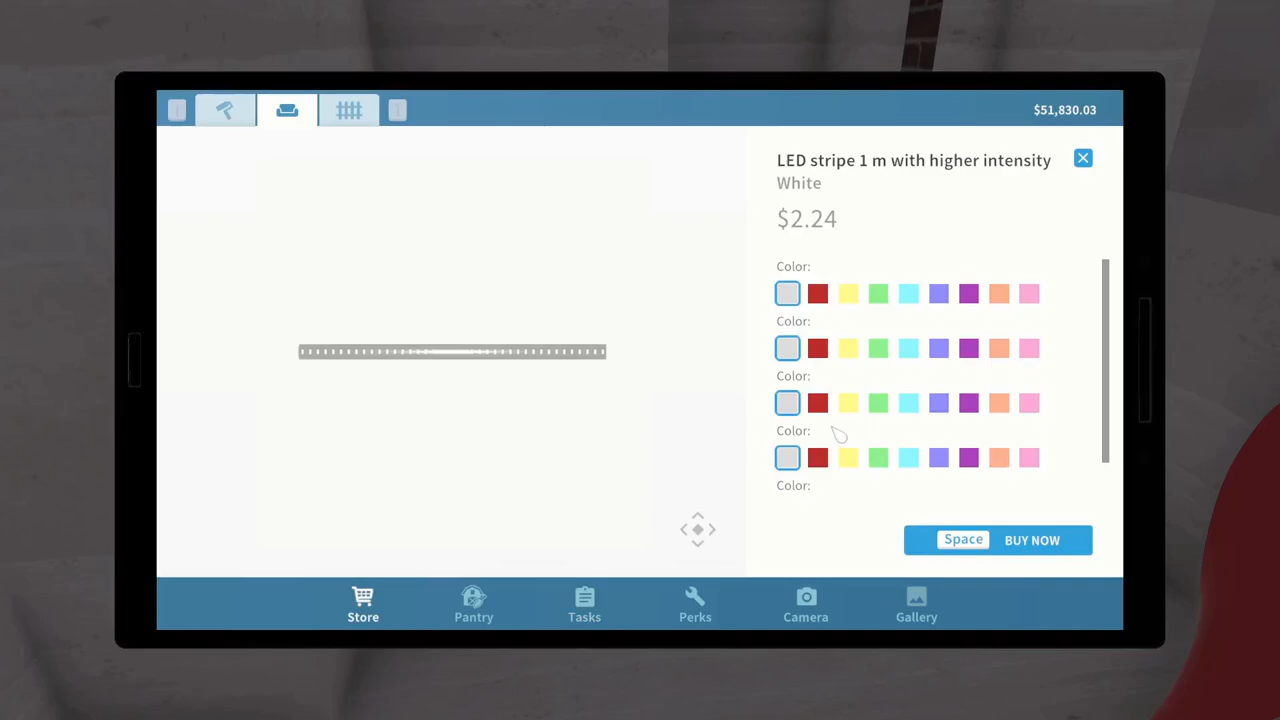 $51,830.03
LED stripe 1 m with higher intensity
White
$2.24
Color:
Color:
Color:
Color:
Color:
Space BUY NOW
Store Pantry Tasks Perks Camera Gallery